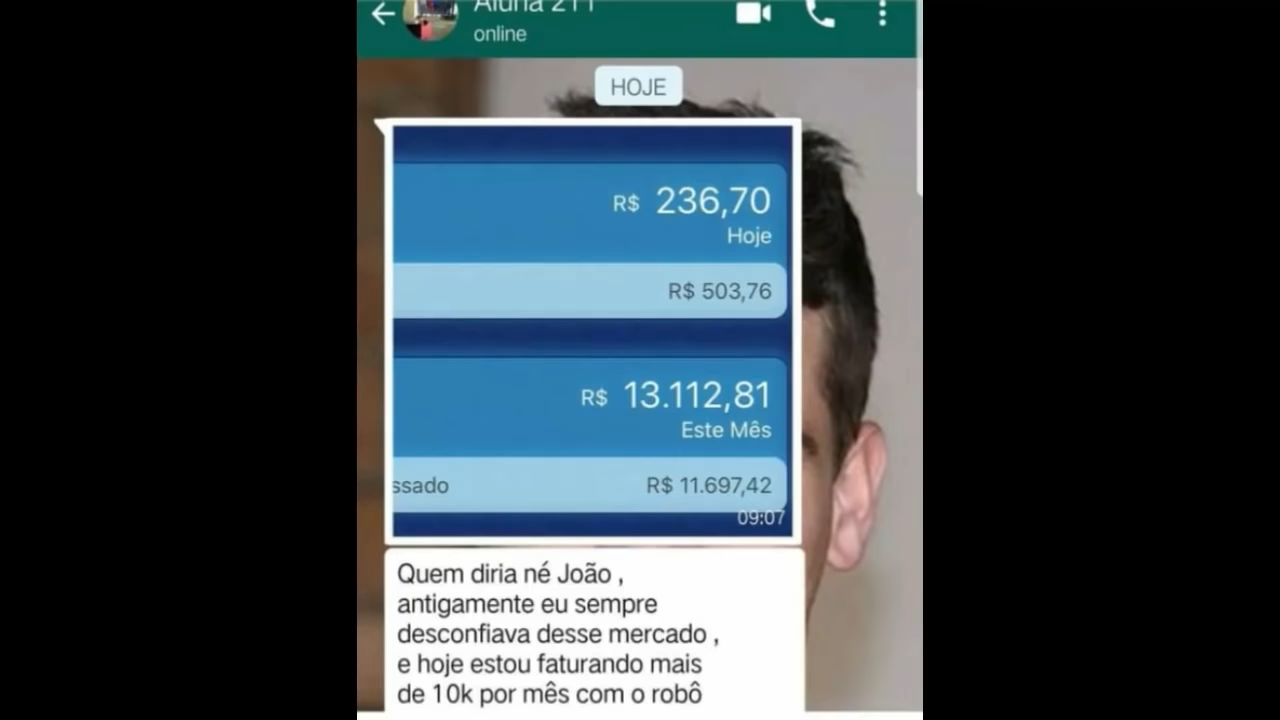 Aluna 211
online
HOJE
R$ 236,70
Hoje
R$ 503,76
R$ 13.112,81
Este Mês
ssado R$ 11.697,42
09:07
Quem diria né João ,
antigamente eu sempre
desconfiava desse mercado ,
e hoje estou faturando mais
de 10k por mês com o robô